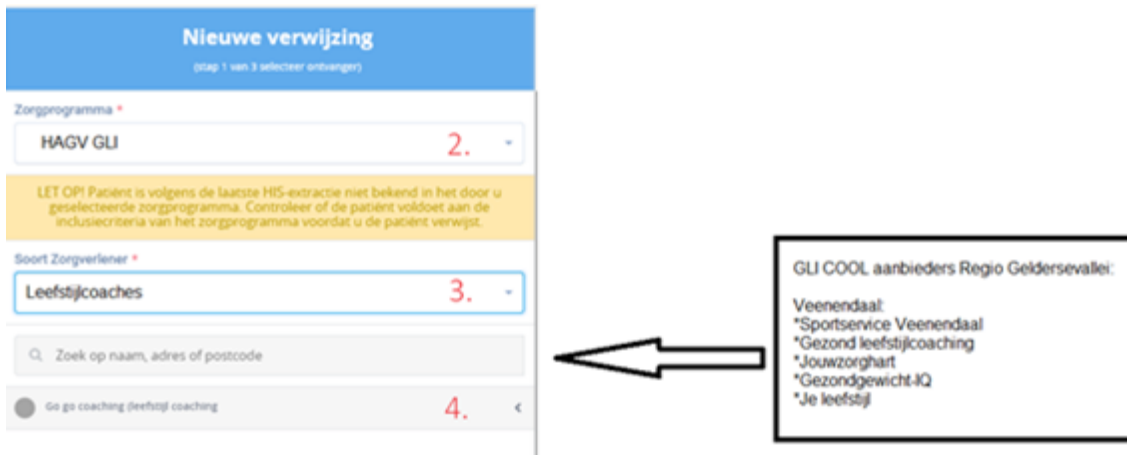 Nieuwe verwijzing
(stap 1 van 3 selecteer ontvanger)
Zorgprogramma *
HAGV GLI
2.
LET OP! Patiënt is volgens de laatste HIS-extractie niet bekend in het door u
geselecteerde zorgprogramma. Controleer of de patiënt voldoet aan de
inclusiecriteria van het zorgprogramma voordat u de patiënt verwijst.
Soort Zorgverlener *
Leefstijlcoaches
3.
Zoek op naam, adres of postcode
Go go coaching (leefstijl coaching
4.
GLI COOL aanbieders Regio Geldersevallei:
Veenendaal:
*Sportservice Veenendaal
*Gezond leefstijlcoaching
*Jouwzorghart
*Gezondgewicht-IQ
*Je leefstijl